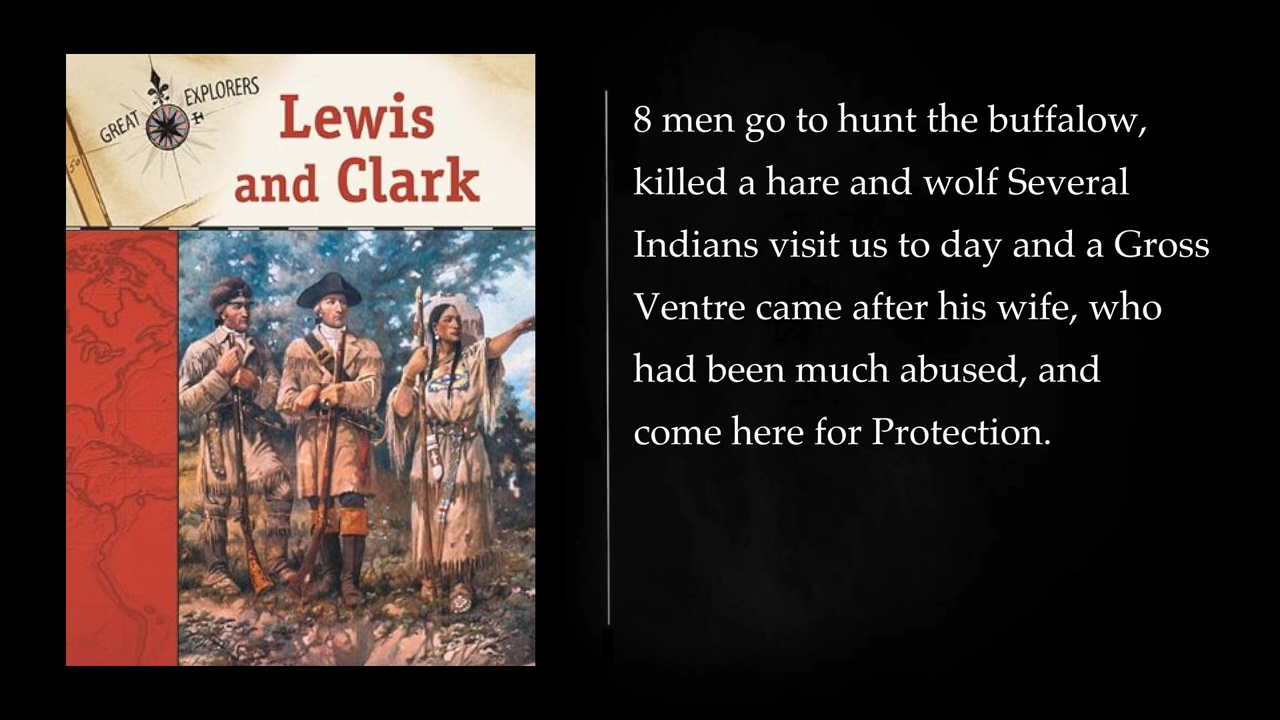 GREAT EXPLORERS
Lewis
and Clark
50
8 men go to hunt the buffalow,
killed a hare and wolf Several
Indians visit us to day and a Gross
Ventre came after his wife, who
had been much abused, and
come here for Protection.